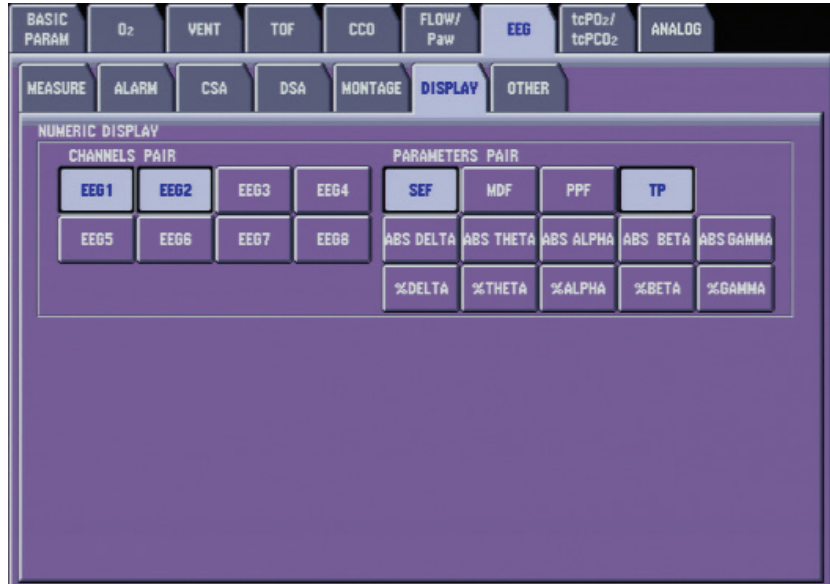 BASIC PARAM O2 VENT TOF CCO FLOW/ Paw EEG tcPO2/ tcPCO2 ANALOG
MEASURE ALARM CSA DSA MONTAGE DISPLAY OTHER
NUMERIC DISPLAY
CHANNELS PAIR PARAMETERS PAIR
EEG1 EEG2 EEG3 EEG4 SEF MDF PPF TP
EEG5 EEG6 EEG7 EEG8 ABS DELTA ABS THETA ABS ALPHA ABS BETA ABS GAMMA
%DELTA %THETA %ALPHA %BETA %GAMMA